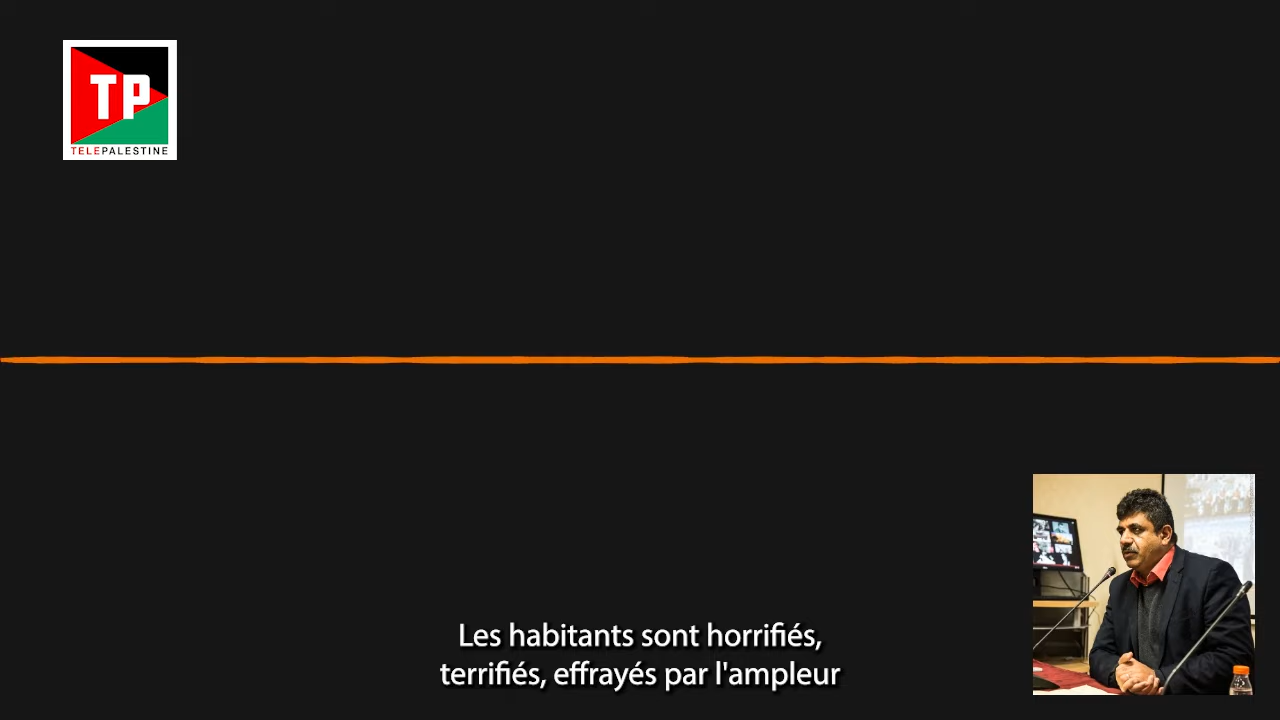 TP
TELEPALESTINE
Les habitants sont horrifiés,
terrifiés, effrayés par l'ampleur